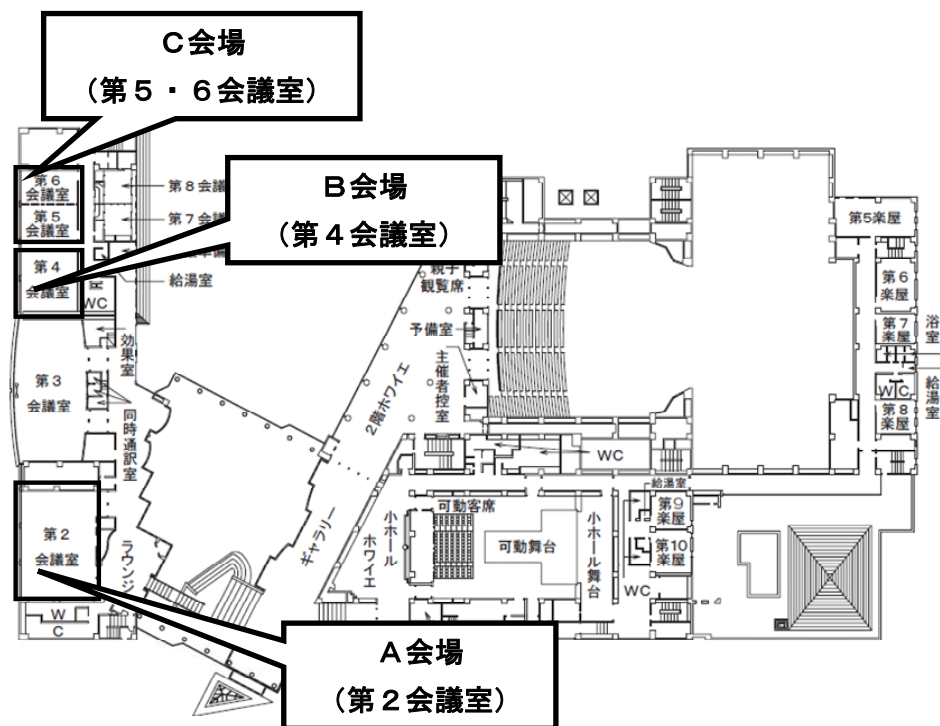 C会場
（第５・６会議室）
B会場
（第４会議室）
第6
会議室
第5
会議室
第8会議
第7会議
準備
給湯室
第4
会議室
WC
効果室
第3
会議室
同時通訳室
第2
会議室
ラウンジ
W
C
A会場
（第２会議室）
親子
観覧席
予備室
主催者控室
2階ホワイエ
ギャラリー
小ホール
ホワイエ
可動客席
可動舞台
小ホール舞台
WC
給湯室
第9
楽屋
第10
楽屋
WC
第5楽屋
第6
楽屋
第7
楽屋
浴室
WC
給湯室
第8
楽屋